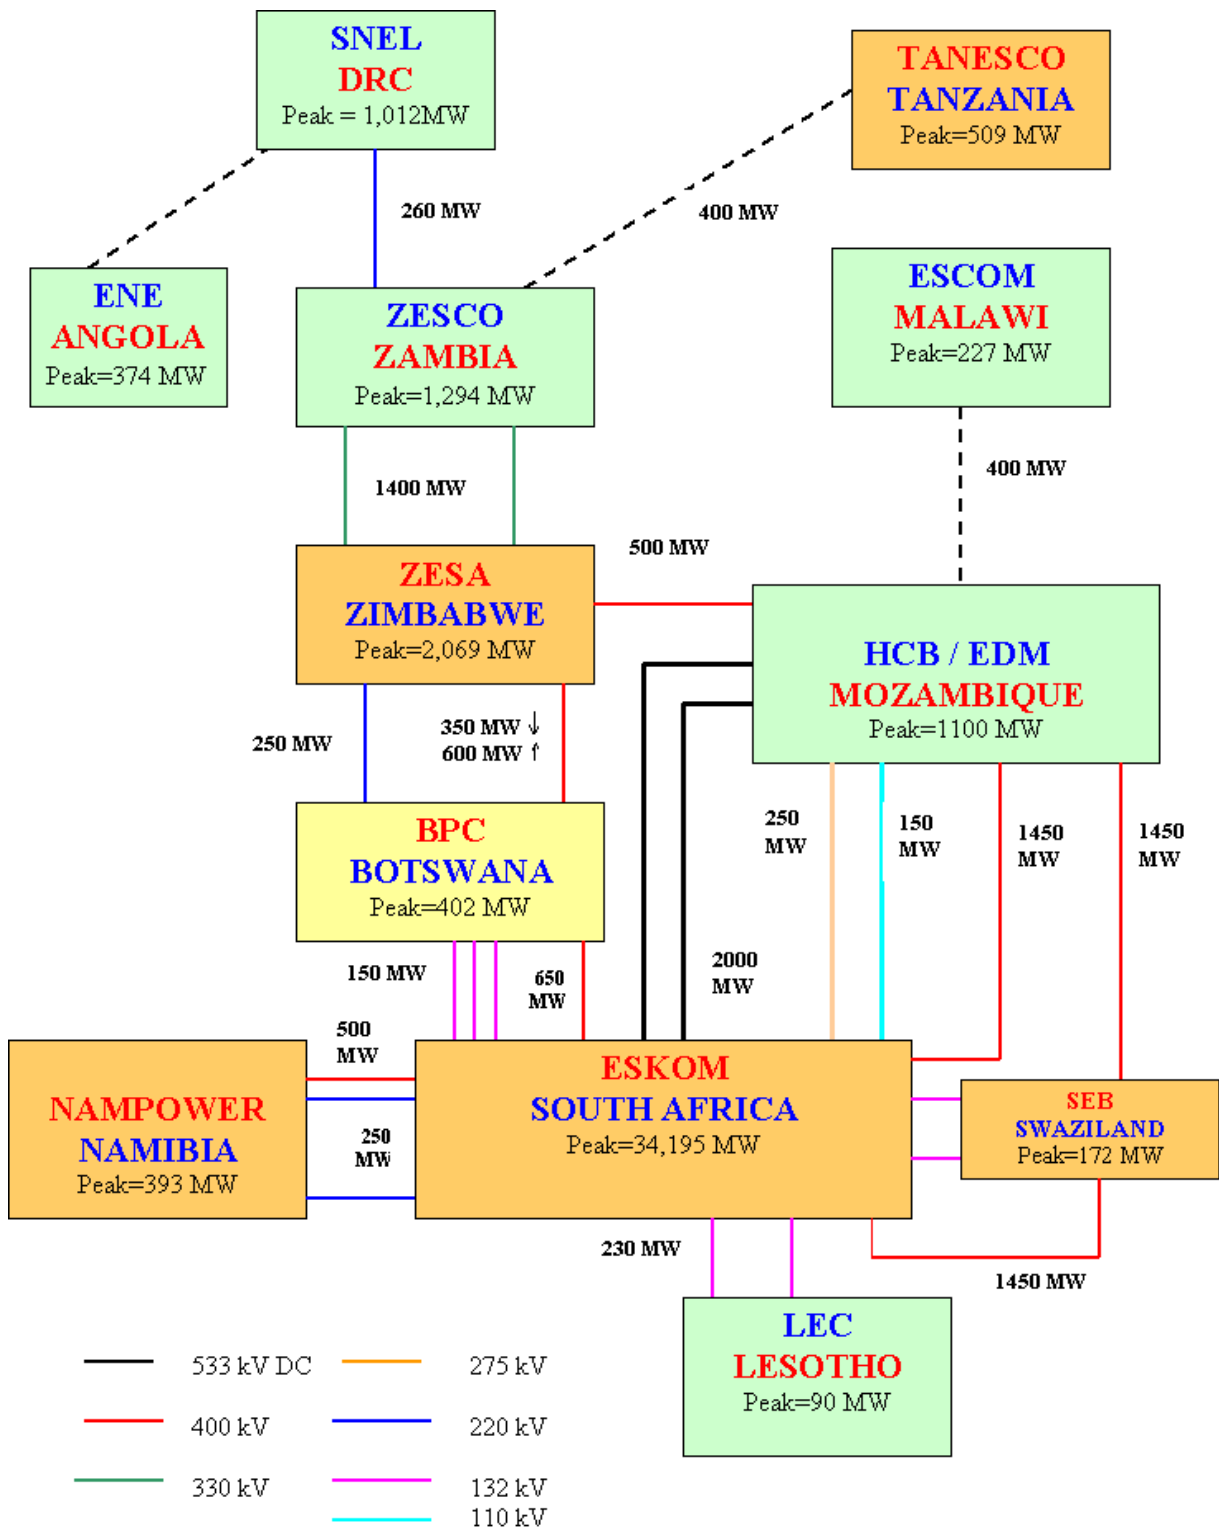 SNEL
DRC
Peak = 1,012MW
TANESCO
TANZANIA
Peak=509 MW
260 MW
400 MW
ENE
ANGOLA
Peak=374 MW
ZESCO
ZAMBIA
Peak=1,294 MW
ESCOM
MALAWI
Peak=227 MW
1400 MW
400 MW
500 MW
ZESA
ZIMBABWE
Peak=2,069 MW
HCB / EDM
MOZAMBIQUE
Peak=1100 MW
250 MW
350 MW ↓
600 MW ↑
BPC
BOTSWANA
Peak=402 MW
250
MW
150
MW
1450
MW
1450
MW
150 MW
650
MW
2000
MW
500
MW
NAMPOWER
NAMIBIA
Peak=393 MW
250
MW
ESKOM
SOUTH AFRICA
Peak=34,195 MW
SEB
SWAZILAND
Peak=172 MW
230 MW
1450 MW
LEC
LESOTHO
Peak=90 MW
533 kV DC
275 kV
400 kV
220 kV
330 kV
132 kV
110 kV